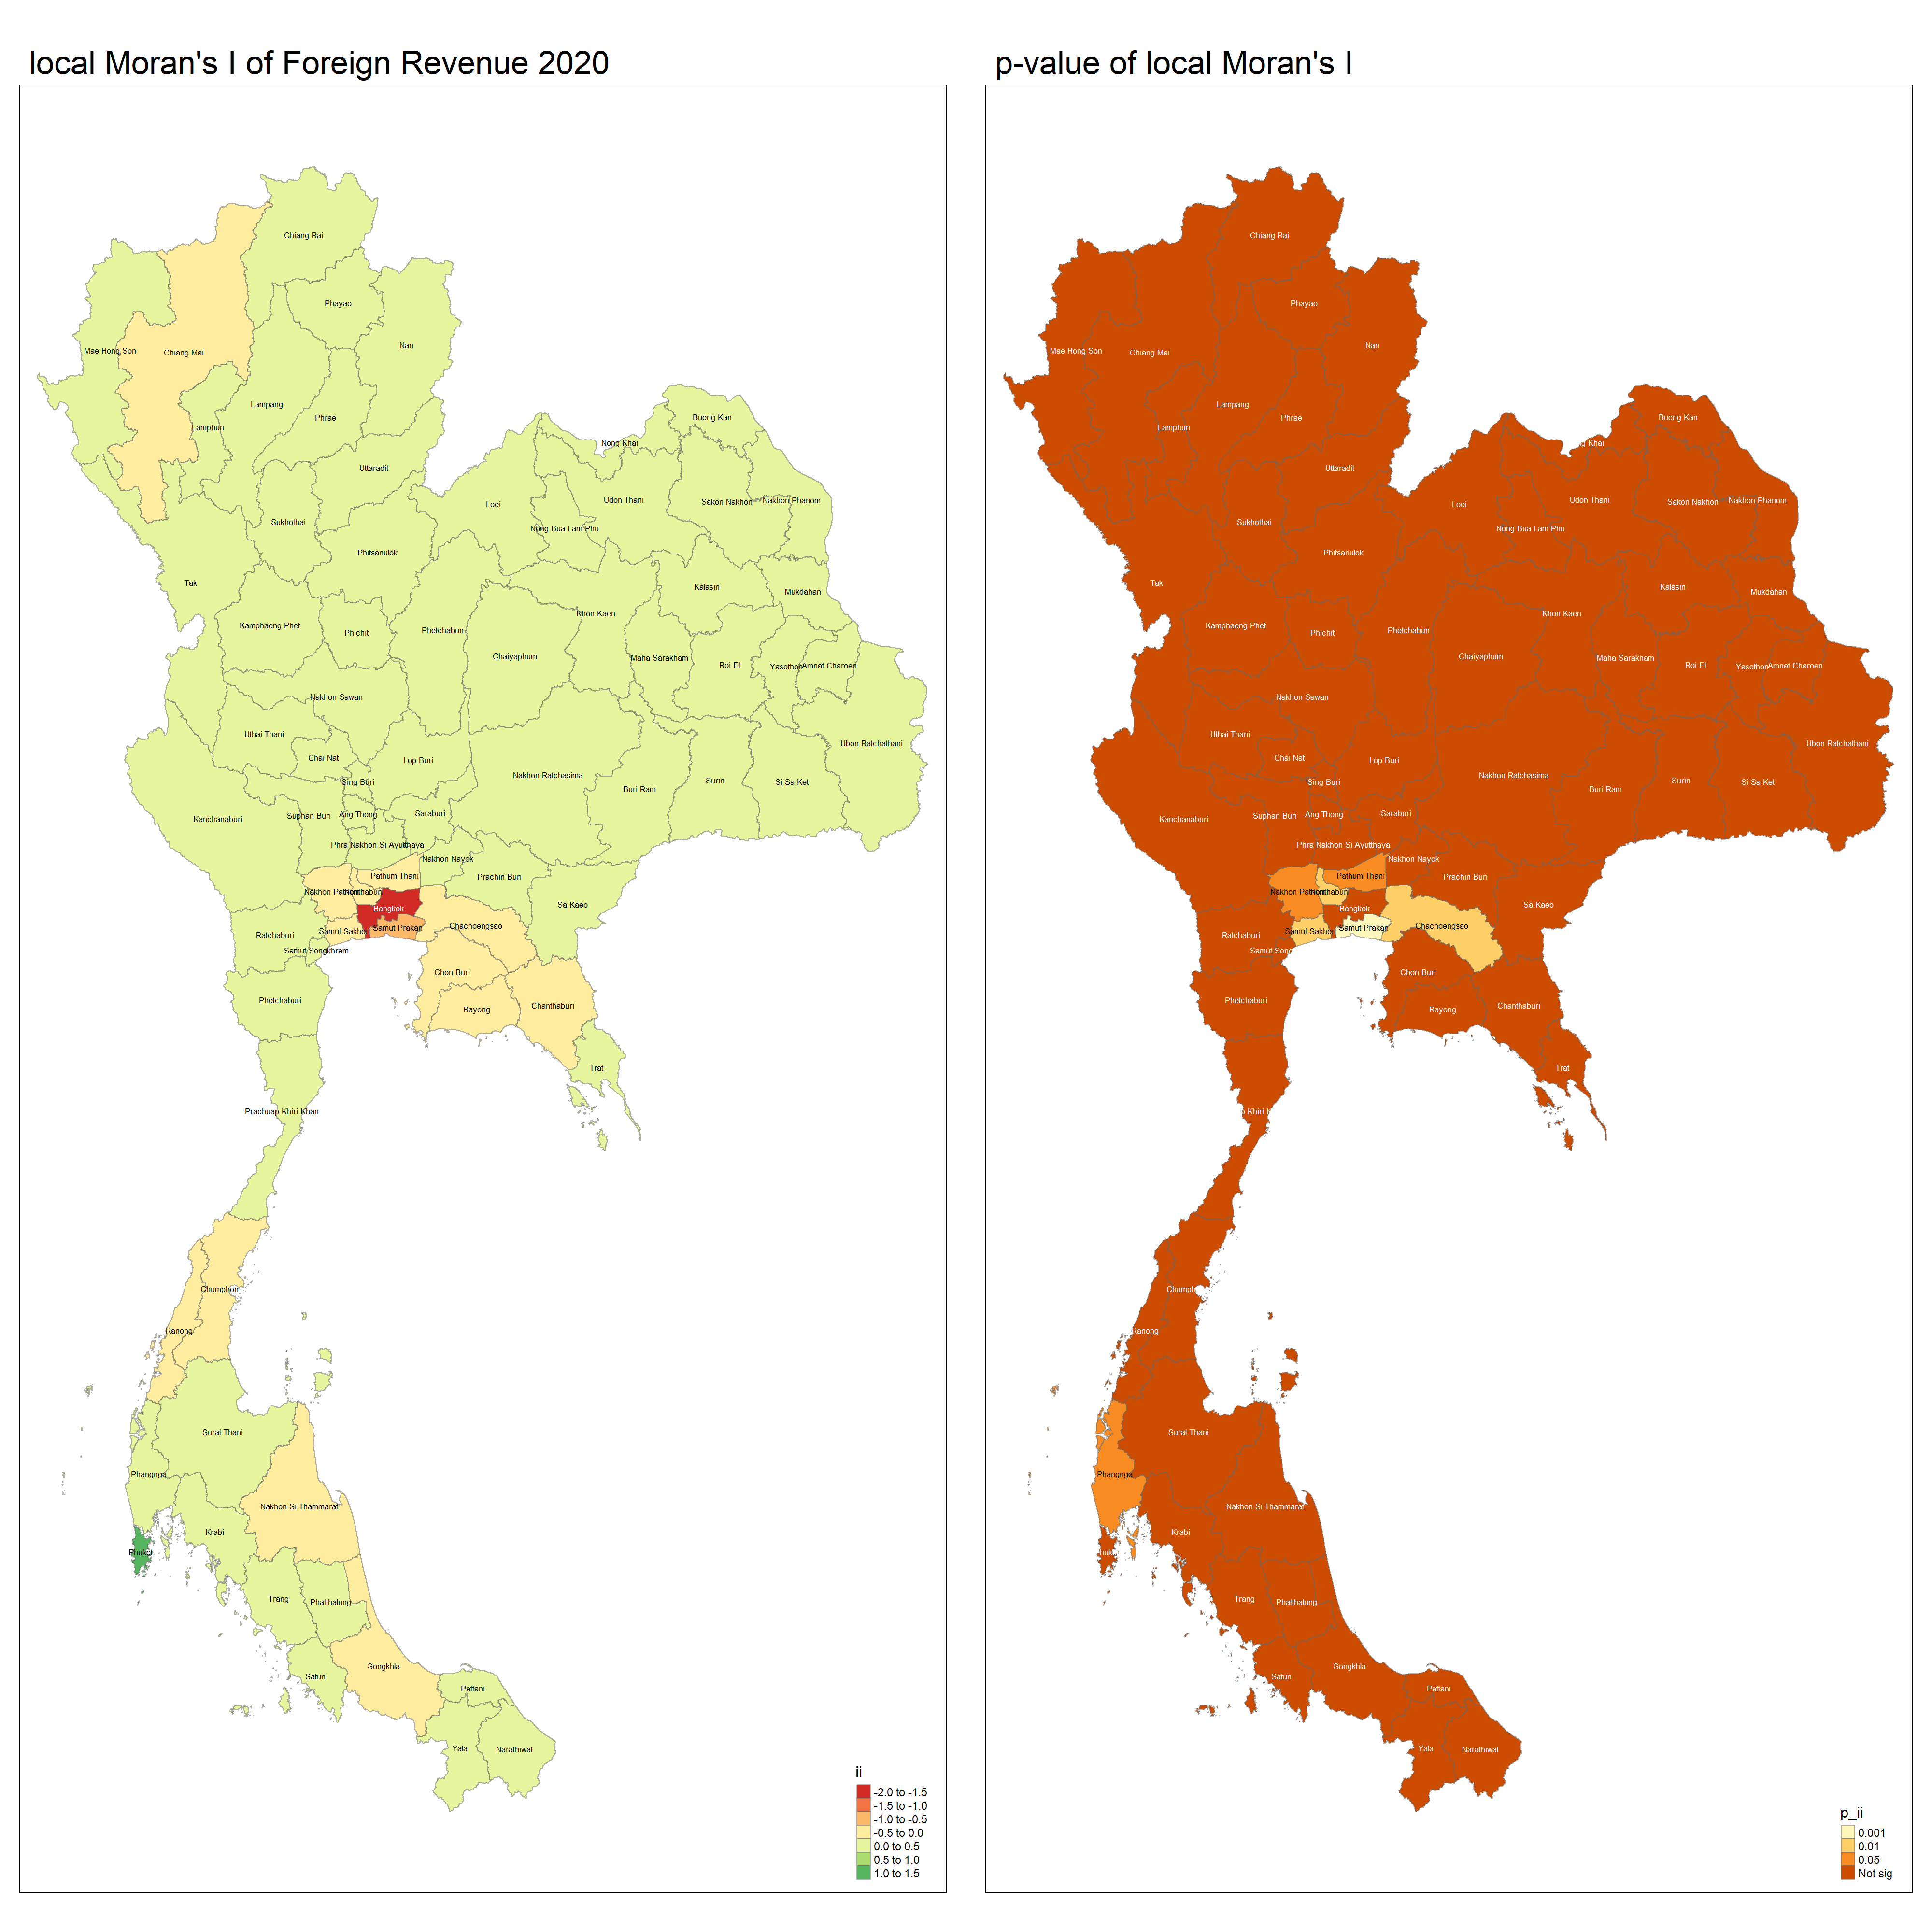 local Moran's I of Foreign Revenue 2020
Chiang Rai
Phayao
Nan
Mae Hong Son
Chiang Mai
Lampang
Phrae
Lamphun
Bueng Kan
Nong Khai
Uttaradit
Loei
Udon Thani
Sakon Nakhon
Nakhon Phanom
Sukhothai
Nong Bua Lam Phu
Phitsanulok
Tak
Kalasin
Mukdahan
Khon Kaen
Kamphaeng Phet
Phichit
Phetchabun
Chaiyaphum
Maha Sarakham
Roi Et
Yasothon
Amnat Charoen
Nakhon Sawan
Uthai Thani
Ubon Ratchathani
Chai Nat
Lop Buri
Nakhon Ratchasima
Sing Buri
Surin
Si Sa Ket
Buri Ram
Kanchanaburi
Suphan Buri
Ang Thong
Saraburi
Phra Nakhon Si Ayutthaya
Nakhon Nayok
Pathum Thani
Prachin Buri
Nakhon Pathom
Nonthaburi
Sa Kaeo
Bangkok
Chachoengsao
Samut Prakan
Samut Sakhon
Ratchaburi
Samut Songkhram
Chon Buri
Phetchaburi
Rayong
Chanthaburi
Trat
Prachuap Khiri Khan
Chumphon
Ranong
Surat Thani
Phangnga
Nakhon Si Thammarat
Krabi
Phuket
Trang
Phatthalung
Songkhla
Satun
Pattani
Yala
Narathiwat
ii
-2.0 to -1.5
-1.5 to -1.0
-1.0 to -0.5
-0.5 to 0.0
0.0 to 0.5
0.5 to 1.0
1.0 to 1.5
p-value of local Moran's I
Chiang Rai
Phayao
Nan
Mae Hong Son
Chiang Mai
Lampang
Phrae
Lamphun
Bueng Kan
g Khai
Uttaradit
Loei
Udon Thani
Sakon Nakhon
Nakhon Phanom
Sukhothai
Nong Bua Lam Phu
Phitsanulok
Tak
Kalasin
Mukdahan
Khon Kaen
Kamphaeng Phet
Phichit
Phetchabun
Chaiyaphum
Maha Sarakham
Roi Et
Yasothon
Amnat Charoen
Nakhon Sawan
Uthai Thani
Ubon Ratchathani
Chai Nat
Lop Buri
Nakhon Ratchasima
Sing Buri
Surin
Si Sa Ket
Buri Ram
Kanchanaburi
Suphan Buri
Ang Thong
Saraburi
Phra Nakhon Si Ayutthaya
Nakhon Nayok
Pathum Thani
Prachin Buri
Nakhon Pathom
Nonthaburi
Sa Kaeo
Bangkok
Chachoengsao
Samut Prakan
Samut Sakhon
Ratchaburi
Samut Song
Chon Buri
Phetchaburi
Rayong
Chanthaburi
Trat
Khiri K
Chumph
Ranong
Surat Thani
Phangnga
Nakhon Si Thammarat
Krabi
huk
Trang
Phatthalung
Songkhla
Satun
Pattani
Yala
Narathiwat
p_ii
0.001
0.01
0.05
Not sig